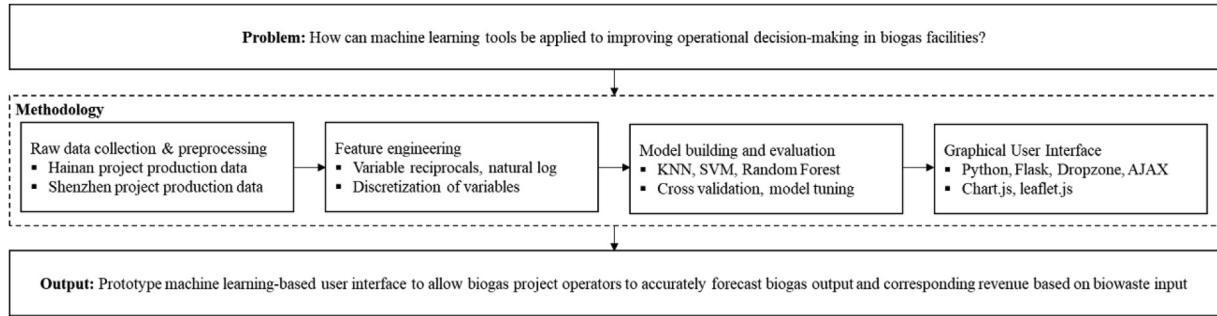 Problem: How can machine learning tools be applied to improving operational decision-making in biogas facilities?
Methodology
Raw data collection & preprocessing
▪ Hainan project production data
▪ Shenzhen project production data
Feature engineering
▪ Variable reciprocals, natural log
▪ Discretization of variables
Model building and evaluation
▪ KNN, SVM, Random Forest
▪ Cross validation, model tuning
Graphical User Interface
▪ Python, Flask, Dropzone, AJAX
▪ Chart.js, leaflet.js
Output: Prototype machine learning-based user interface to allow biogas project operators to accurately forecast biogas output and corresponding revenue based on biowaste input